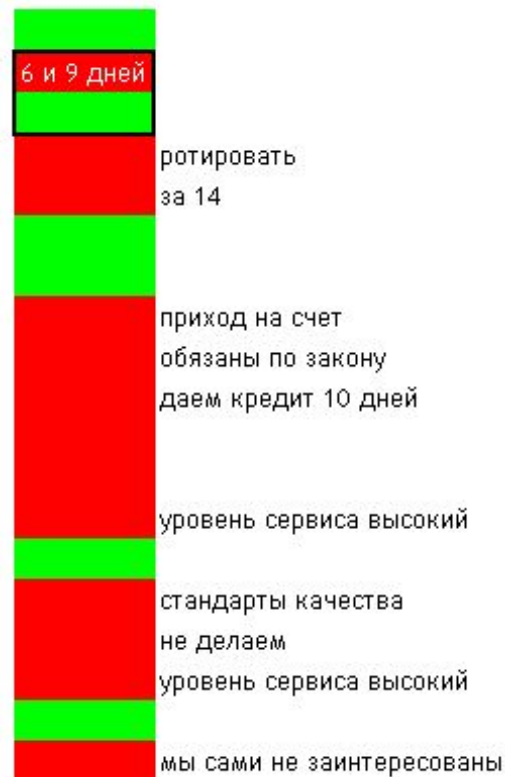 6 и 9 дней
ротировать
за 14
приход на счет
обязаны по закону
даем кредит 10 дней
уровень сервиса высокий
стандарты качества
не делаем
уровень сервиса высокий
мы сами не заинтересованы